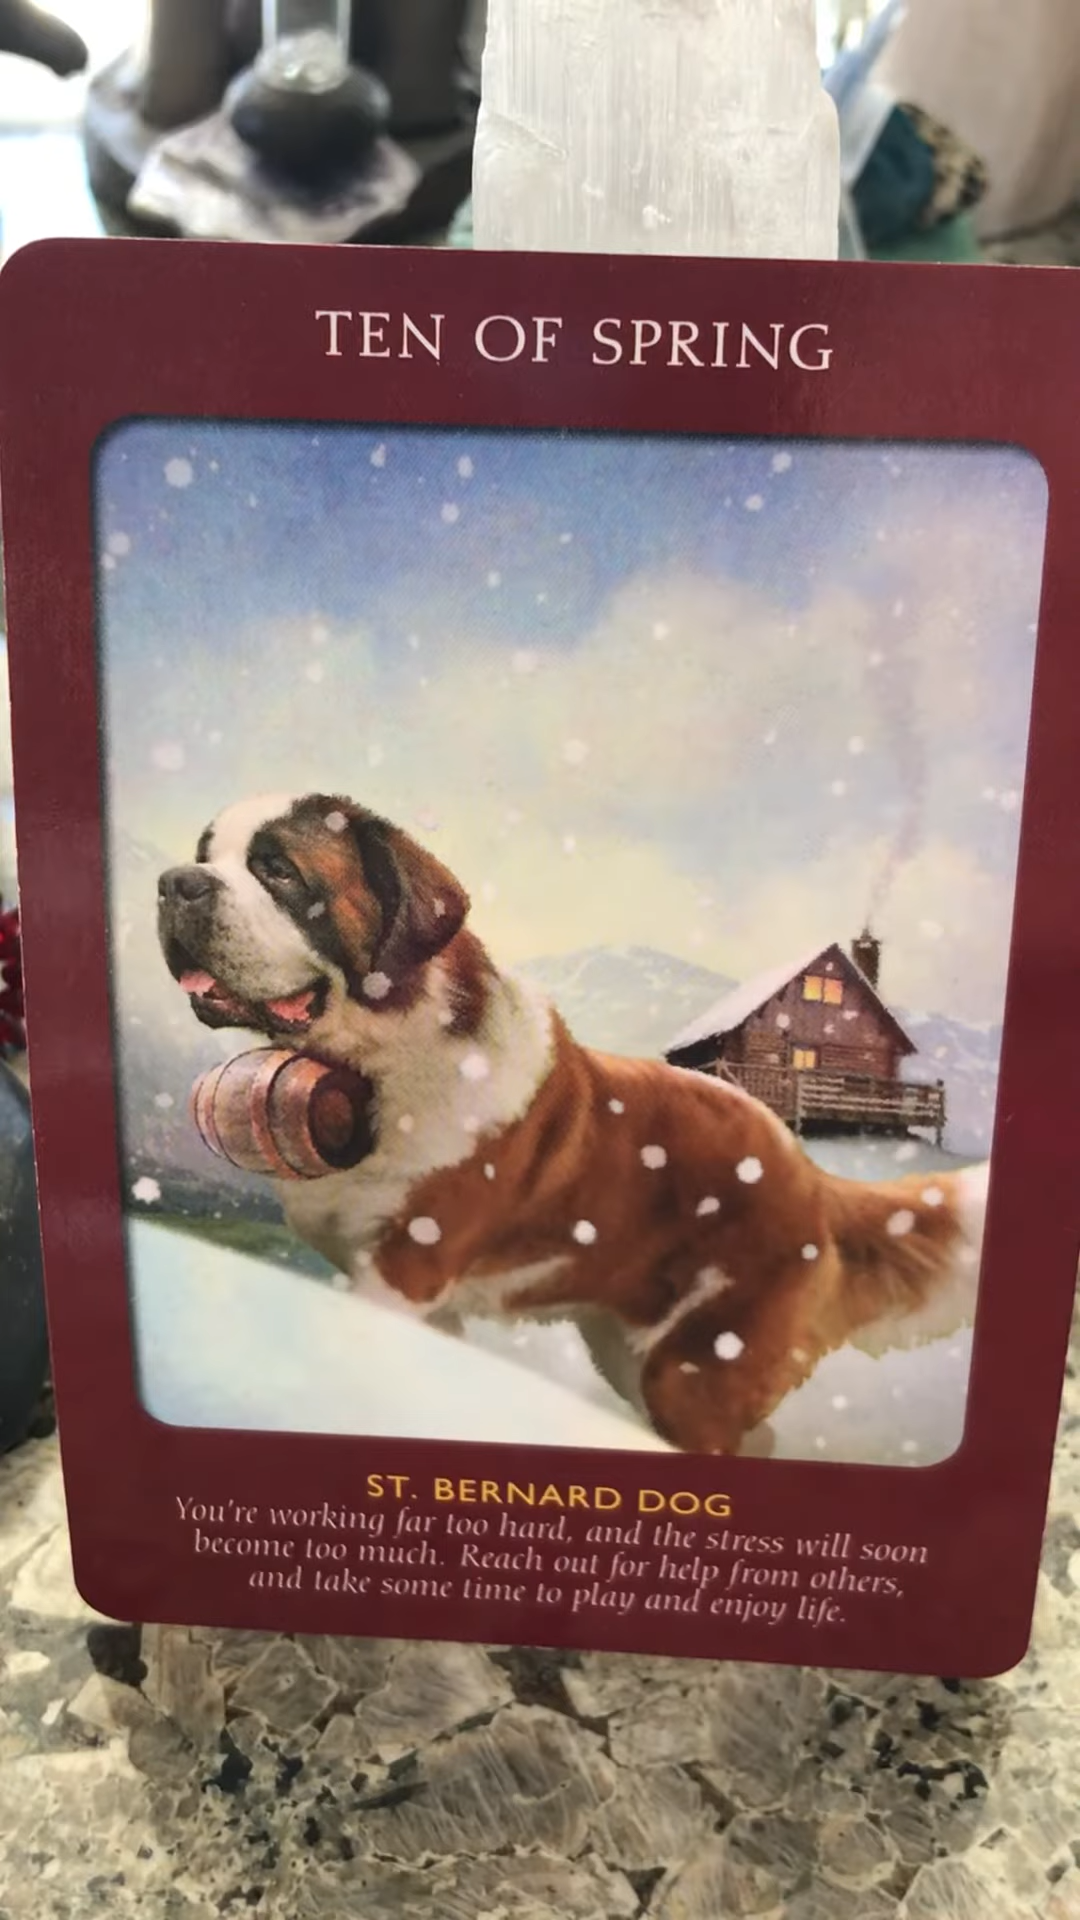 TEN OF SPRING
ST. BERNARD DOG
You're working far too hard, and the stress will soon
become too much. Reach out for help from others,
and take some time to play and enjoy life.